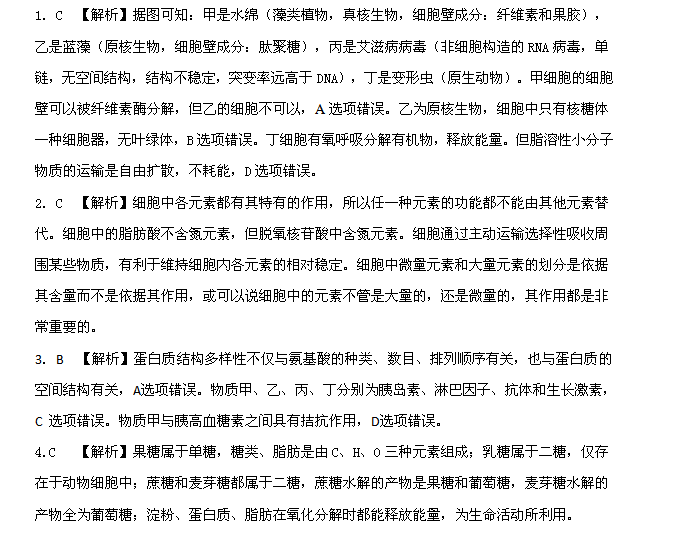 1. C 【解析】据图可知：甲是水绵（藻类植物，真核生物，细胞壁成分：纤维素和果胶），
乙是蓝藻（原核生物，细胞壁成分：肽聚糖），丙是艾滋病病毒（非细胞构造的 RNA 病毒，单
链，无空间结构，结构不稳定，突变率远高于 DNA），丁是变形虫（原生动物）。甲细胞的细胞
壁可以被纤维素酶分解，但乙的细胞不可以，A 选项错误。乙为原核生物，细胞中只有核糖体
一种细胞器，无叶绿体，B 选项错误。丁细胞有氧呼吸分解有机物，释放能量。但脂溶性小分子
物质的运输是自由扩散，不耗能，D 选项错误。
2. C 【解析】细胞中各元素都有其特有的作用，所以任一种元素的功能都不能由其他元素替
代。细胞中的脂肪酸不含氮元素，但脱氧核苷酸中含氮元素。细胞通过主动运输选择性吸收周
围某些物质，有利于维持细胞内各元素的相对稳定。细胞中微量元素和大量元素的划分是依据
其含量而不是依据其作用，或可以说细胞中的元素不管是大量的，还是微量的，其作用都是非
常重要的。
3. B 【解析】蛋白质结构多样性不仅与氨基酸的种类、数目、排列顺序有关，也与蛋白质的
空间结构有关，A选项错误。物质甲、乙、丙、丁分别为胰岛素、淋巴因子、抗体和生长激素，
C 选项错误。物质甲与胰高血糖素之间具有拮抗作用，D选项错误。
4.C 【解析】果糖属于单糖，糖类、脂肪是由 C、H、O 三种元素组成；乳糖属于二糖，仅存
在于动物细胞中；蔗糖和麦芽糖都属于二糖，蔗糖水解的产物是果糖和葡萄糖，麦芽糖水解的
产物全为葡萄糖；淀粉、蛋白质、脂肪在氧化分解时都能释放能量，为生命活动所利用。